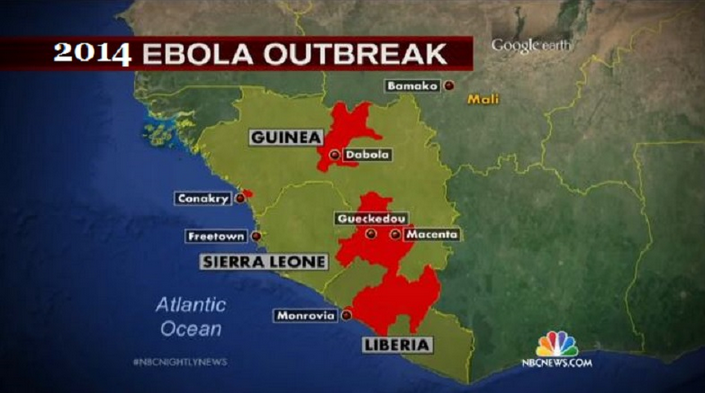 2014 EBOLA OUTBREAK
Google earth
Bamako
Mali
GUINEA
Dabola
Conakry
Gueckedou
Freetown
Macenta
SIERRA LEONE
Atlantic
Ocean
Monrovia
LIBERIA
#NBCNIGHTLYNEWS
NBCNEWS.COM